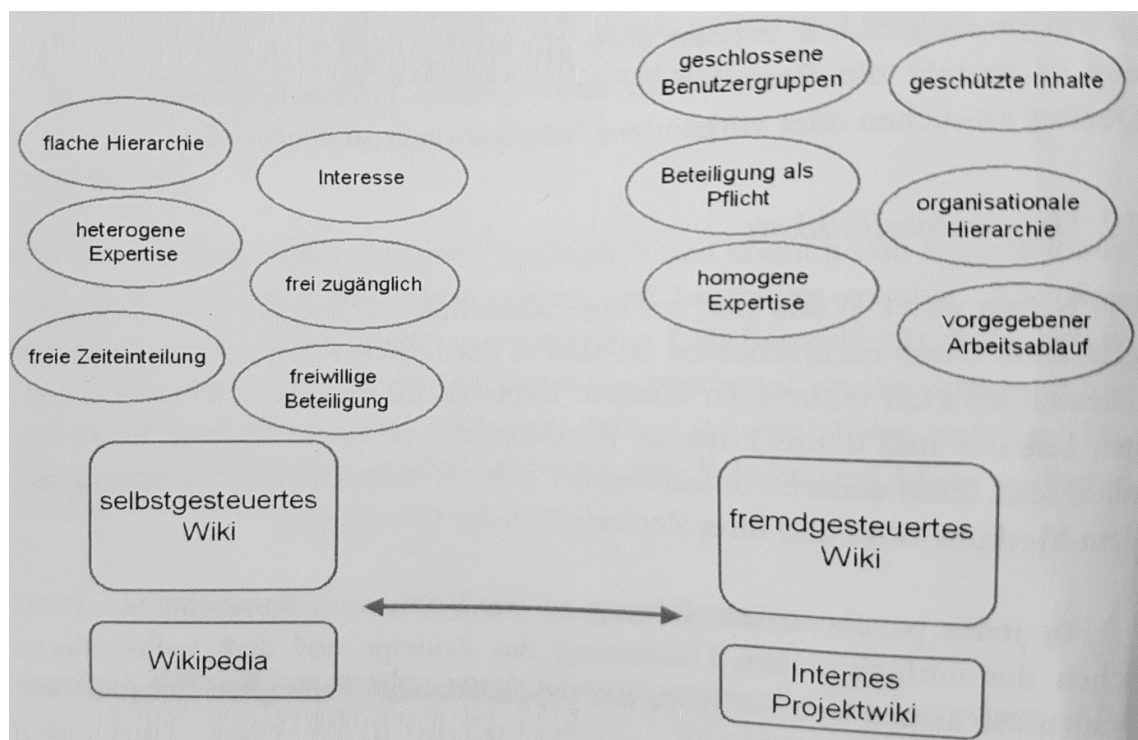 geschlossene
Benutzergruppen
geschützte Inhalte
flache Hierarchie
Interesse
Beteiligung als
Pflicht
organisationale
Hierarchie
heterogene
Expertise
frei zugänglich
homogene
Expertise
freie Zeiteinteilung
freiwillige
Beteiligung
vorgegebener
Arbeitsablauf
selbstgesteuertes
Wiki
fremdgesteuertes
Wiki
Wikipedia
Internes
Projektwiki